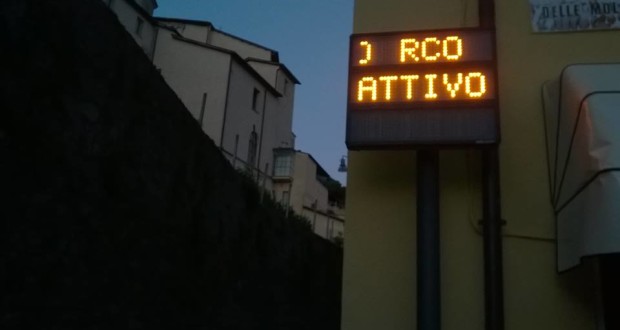 DELLE
) RCO
ATTIVO